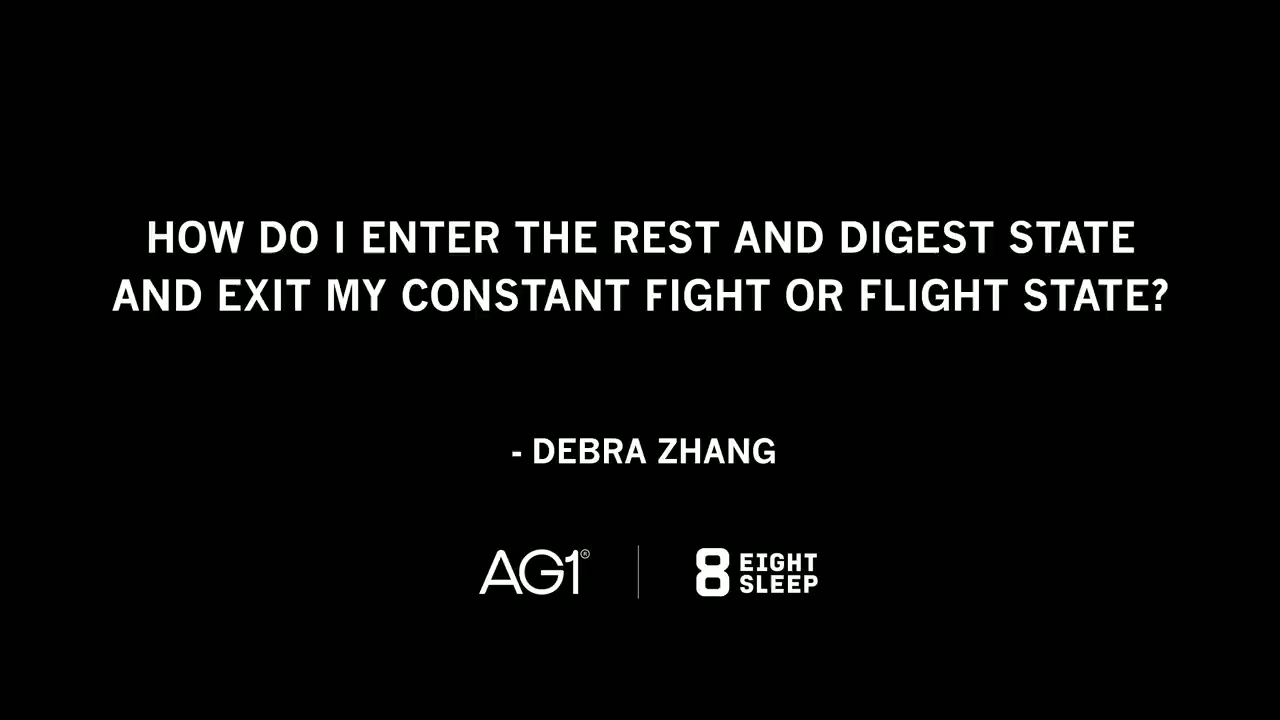 HOW DO I ENTER THE REST AND DIGEST STATE
AND EXIT MY CONSTANT FIGHT OR FLIGHT STATE?
- DEBRA ZHANG
AG1®
8 EIGHT
SLEEP